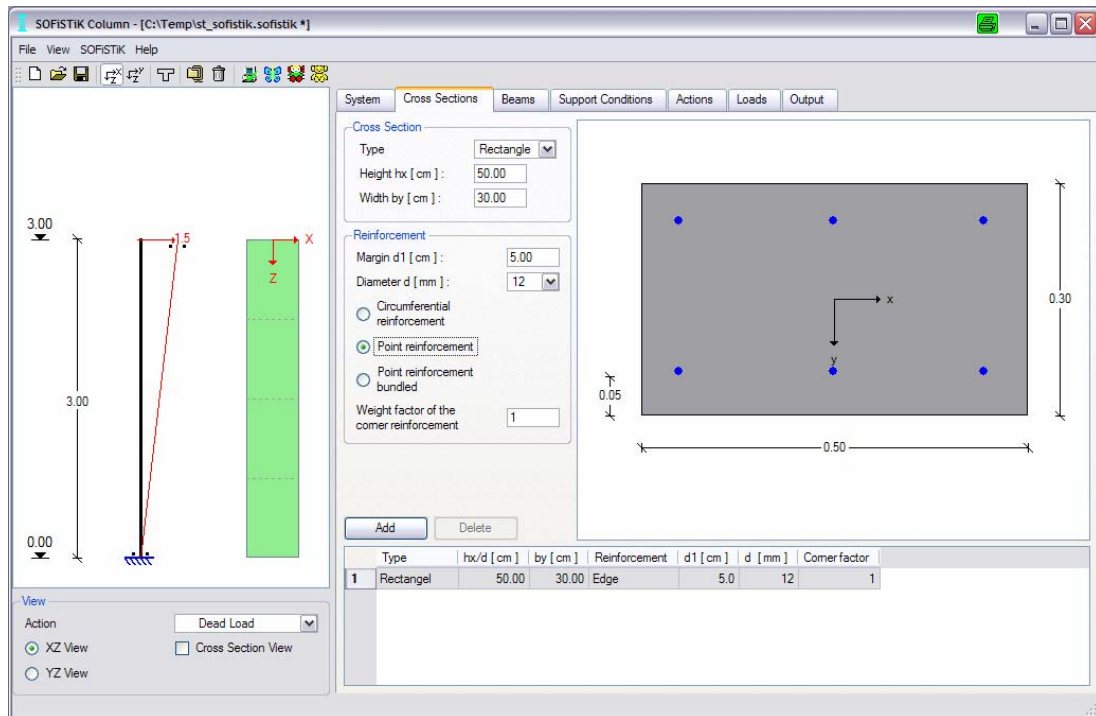 SOFiSTiK Column - [C:\Temp\st_sofistik.sofistik *]
File View SOFiSTiK Help
System Cross Sections Beams Support Conditions Actions Loads Output
Cross Section
Type Rectangle
Height hx [ cm ] : 50.00
Width by [ cm ] : 30.00
Reinforcement
Margin d1 [ cm ] : 5.00
Diameter d [ mm ] : 12
Circumferential
reinforcement
Point reinforcement
Point reinforcement
bundled
Weight factor of the
corner reinforcement 1
Add Delete
3.00
1.5
X
Z
3.00
0.00
x
y
0.30
0.05
0.50
Type hx/d [ cm ] by [ cm ] Reinforcement d1 [ cm ] d [ mm ] Corner factor
1 Rectangel 50.00 30.00 Edge 5.0 12 1
View
Action Dead Load
XZ View Cross Section View
YZ View